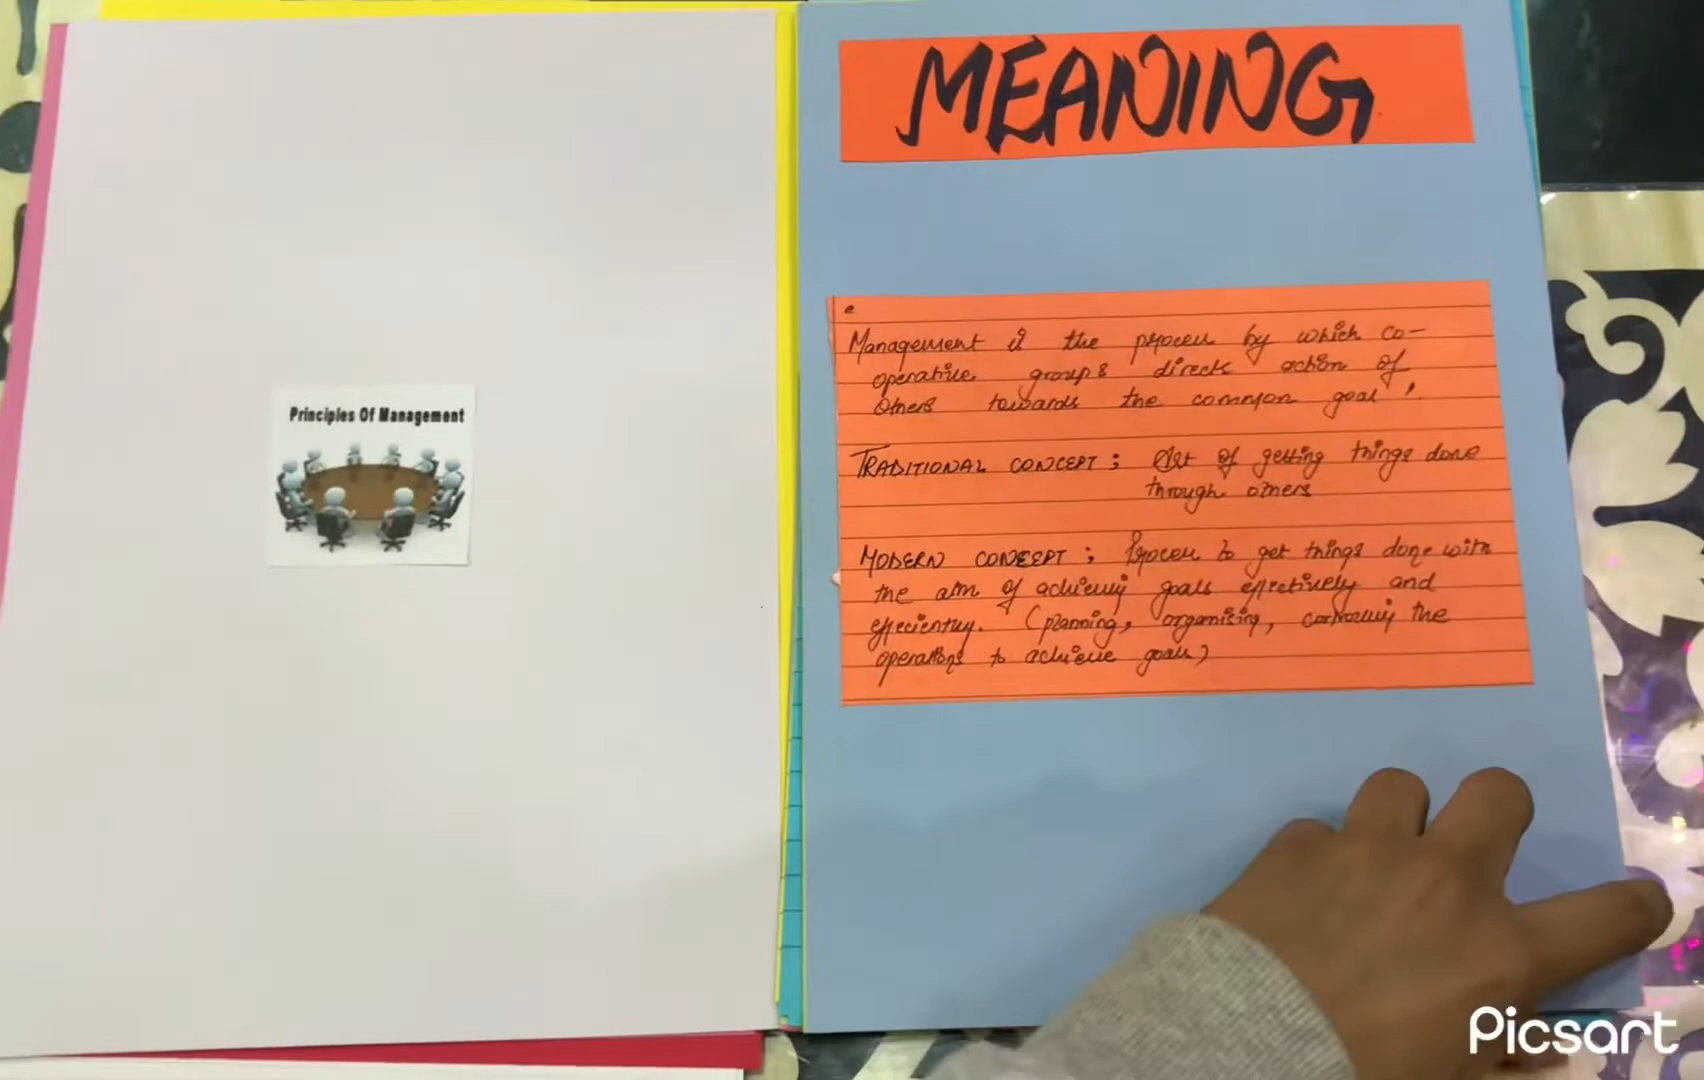 Principles Of Management
MEANING
Management is the process by which co-
operative groups directs action of
others towards the common goal'.
TRADITIONAL CONCEPT : Art of getting things done
through others
MODERN CONCEPT : Process to get things done with
the aim of achieving goals effectively and
effeciently. (planning, organising, controlling the
operations to achieve goals)
Picsart